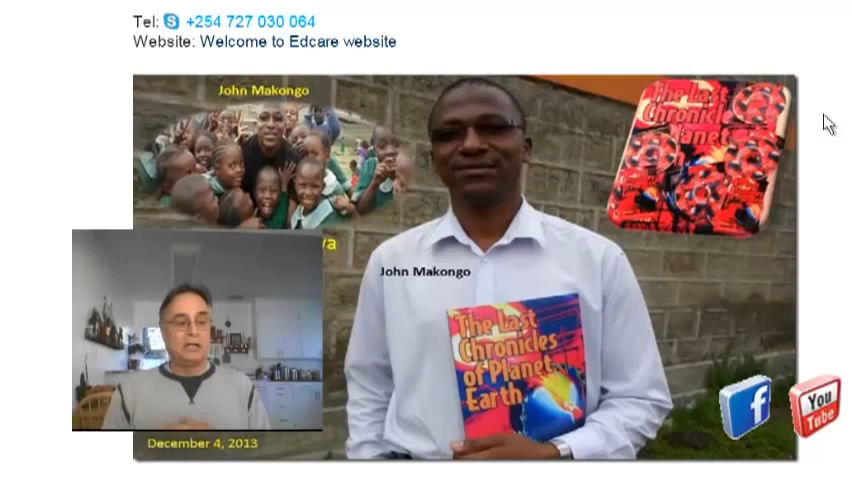 Tel: +254 727 030 064
Website: Welcome to Edcare website
John Makongo
The Last
Chronicles
Planet
va
John Makongo
The Last
Chronicles
of Planet
Earth
December 4, 2013
f
You
Tube